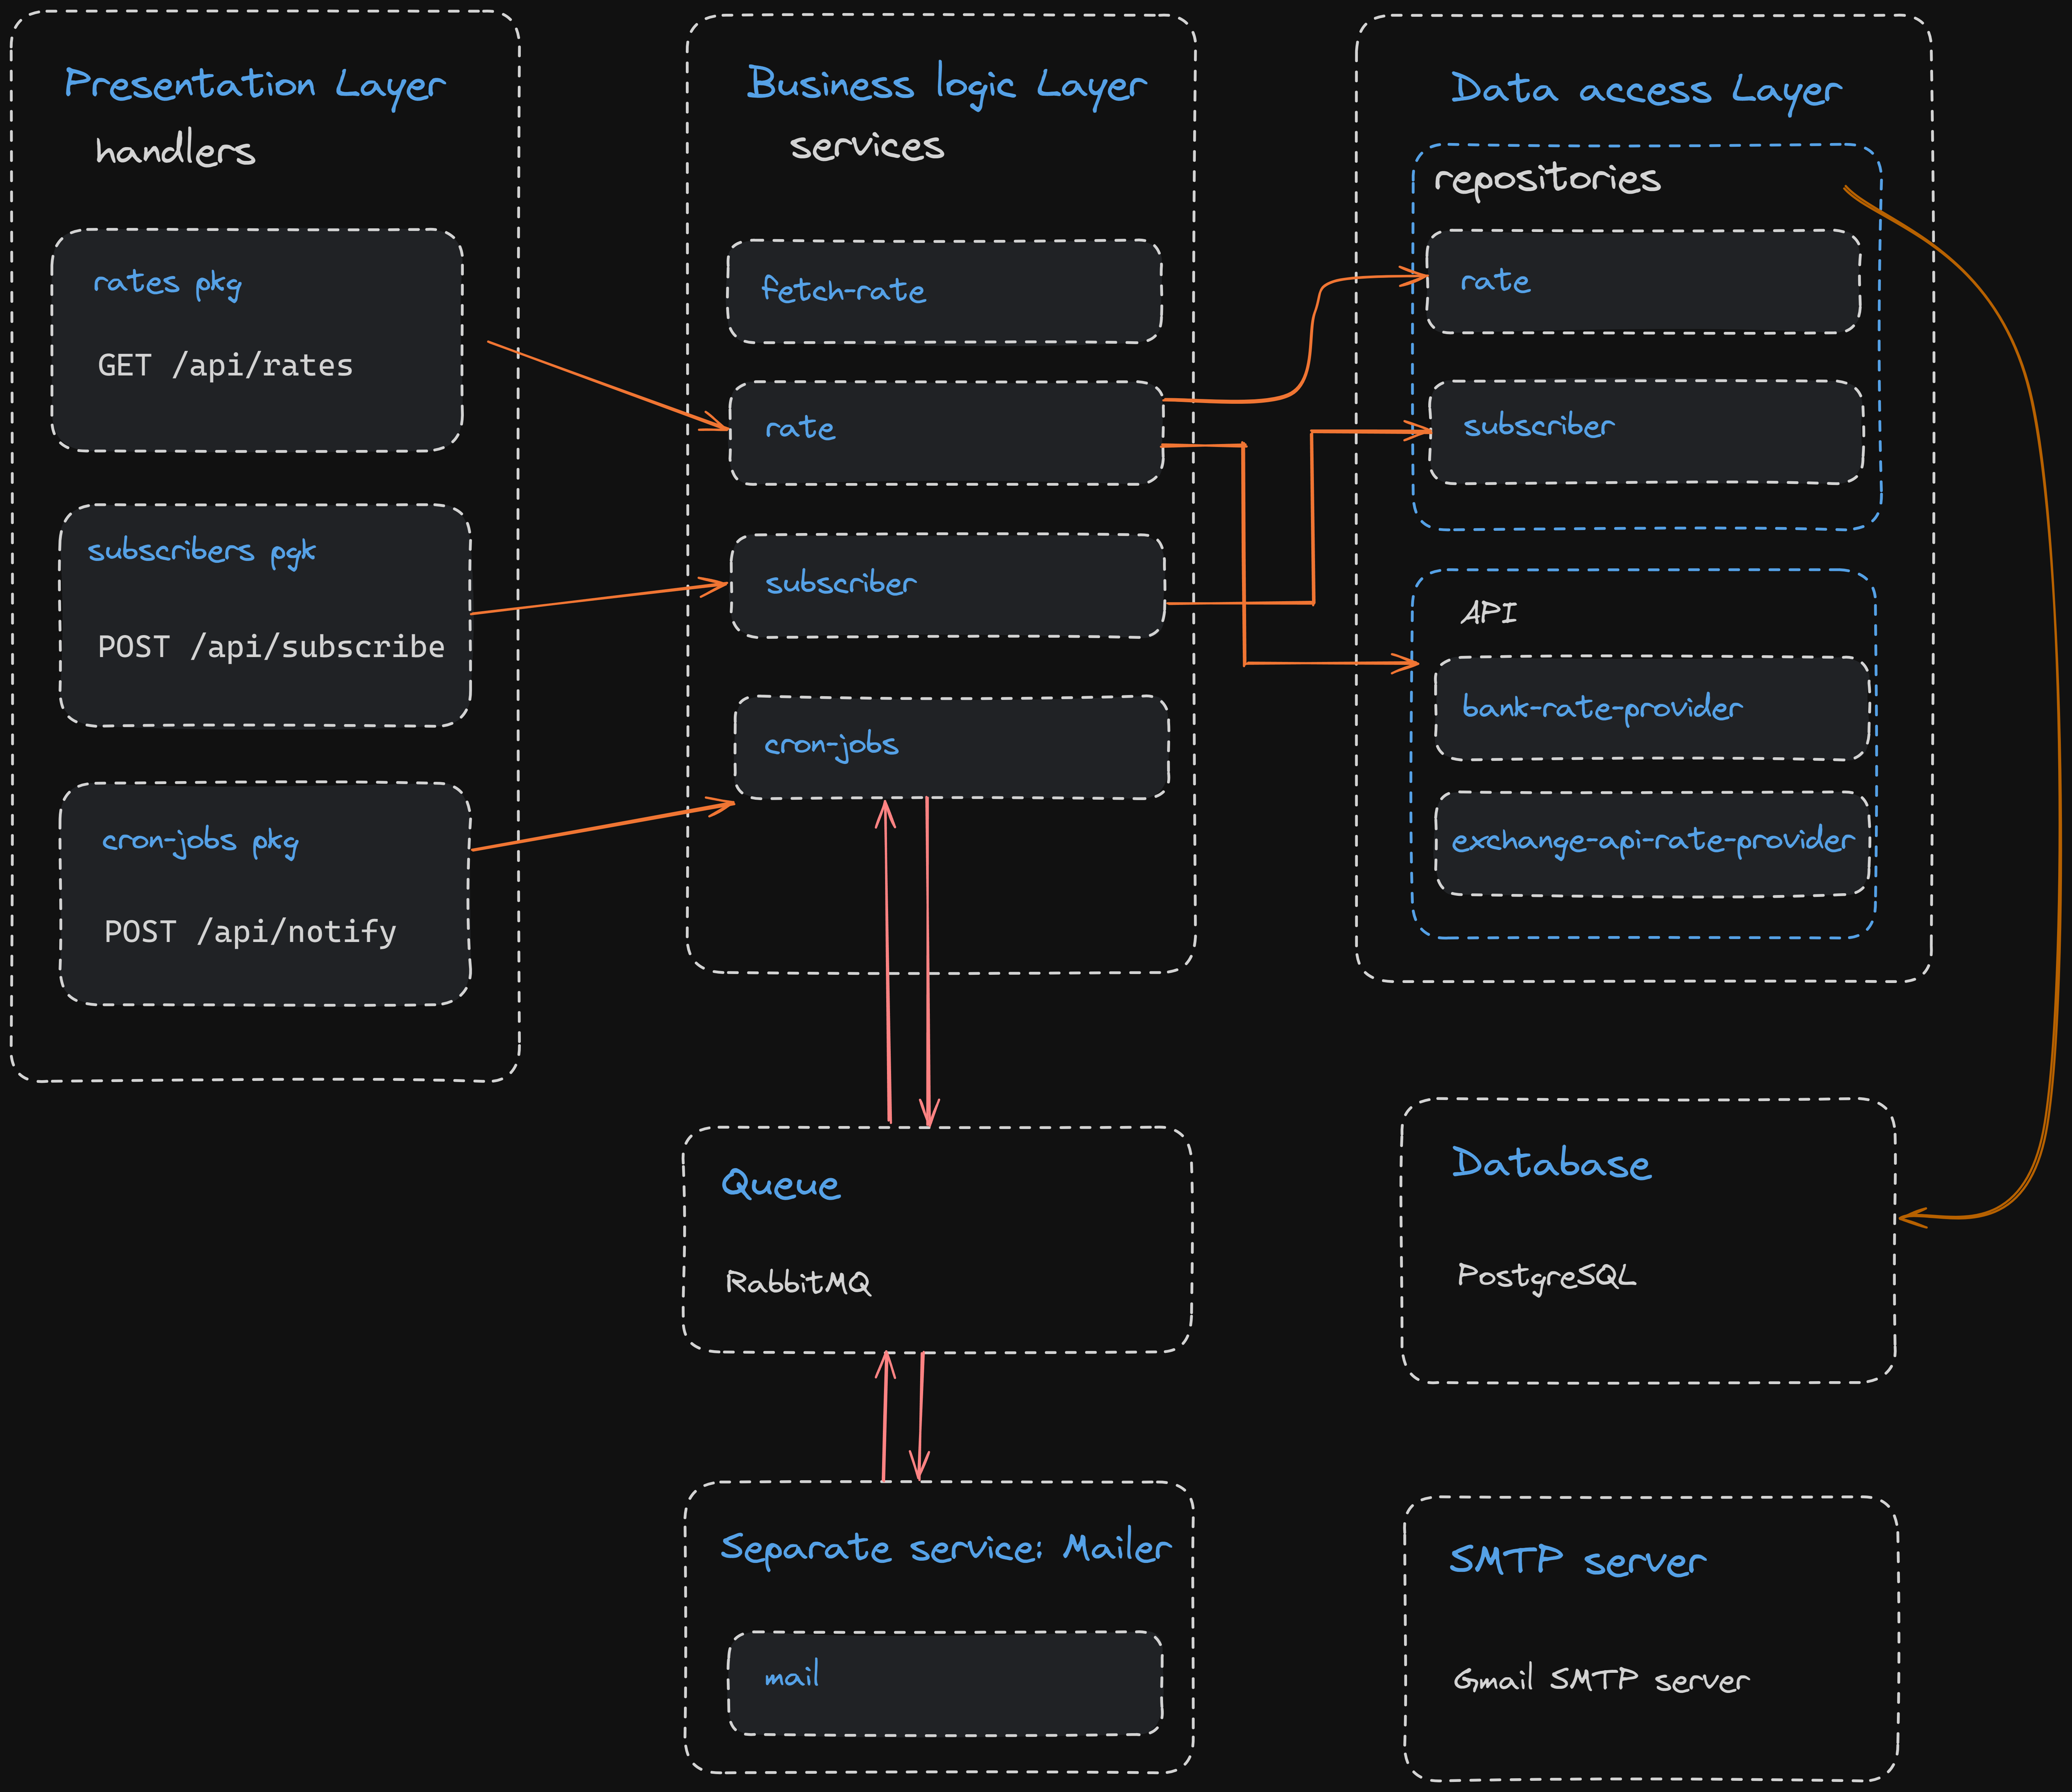 Presentation Layer
handlers
rates pkg
GET /api/rates
subscribers pgk
POST /api/subscribe
cron-jobs pkg
POST /api/notify
Business logic Layer
services
fetch-rate
rate
subscriber
cron-jobs
Data access Layer
repositories
rate
subscriber
API
bank-rate-provider
exchange-api-rate-provider
Queue
RabbitMQ
Database
PostgreSQL
Separate service: Mailer
mail
SMTP server
Gmail SMTP server